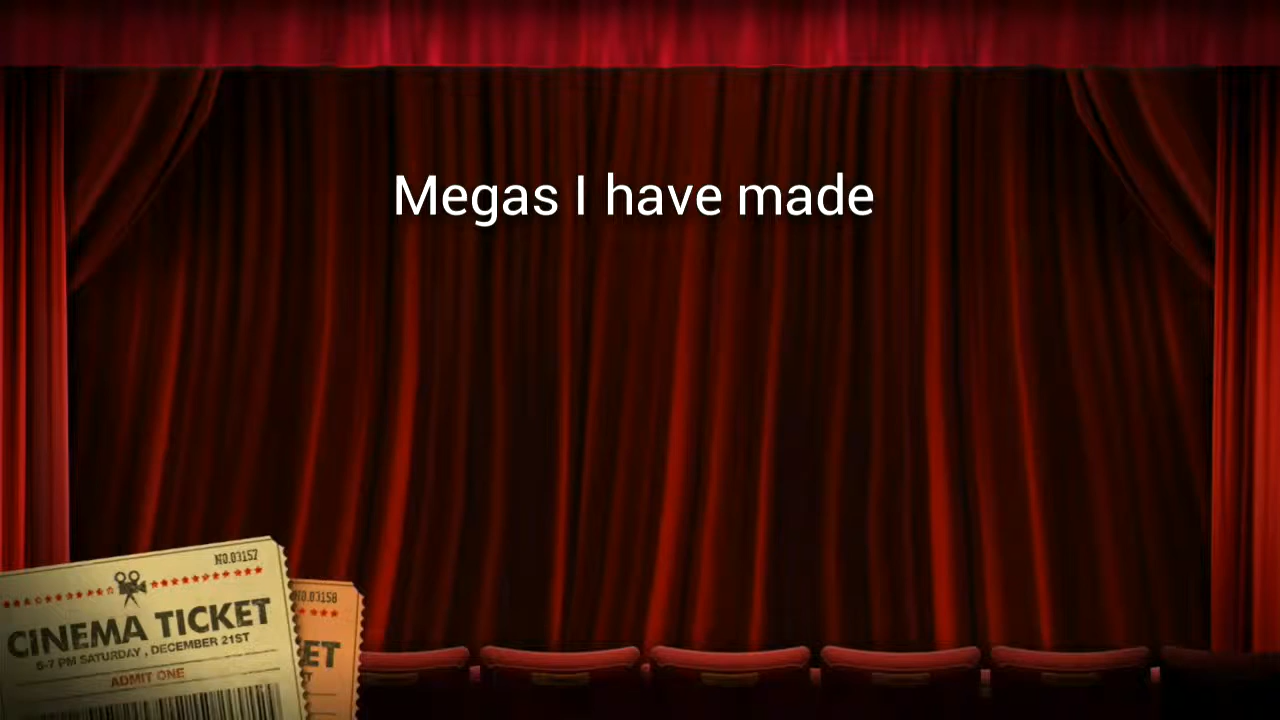 Megas I have made
NO.03157
CINEMA TICKET
5-7 PM SATURDAY , DECEMBER 21ST
ADMIT ONE
NO.03158
ET
T